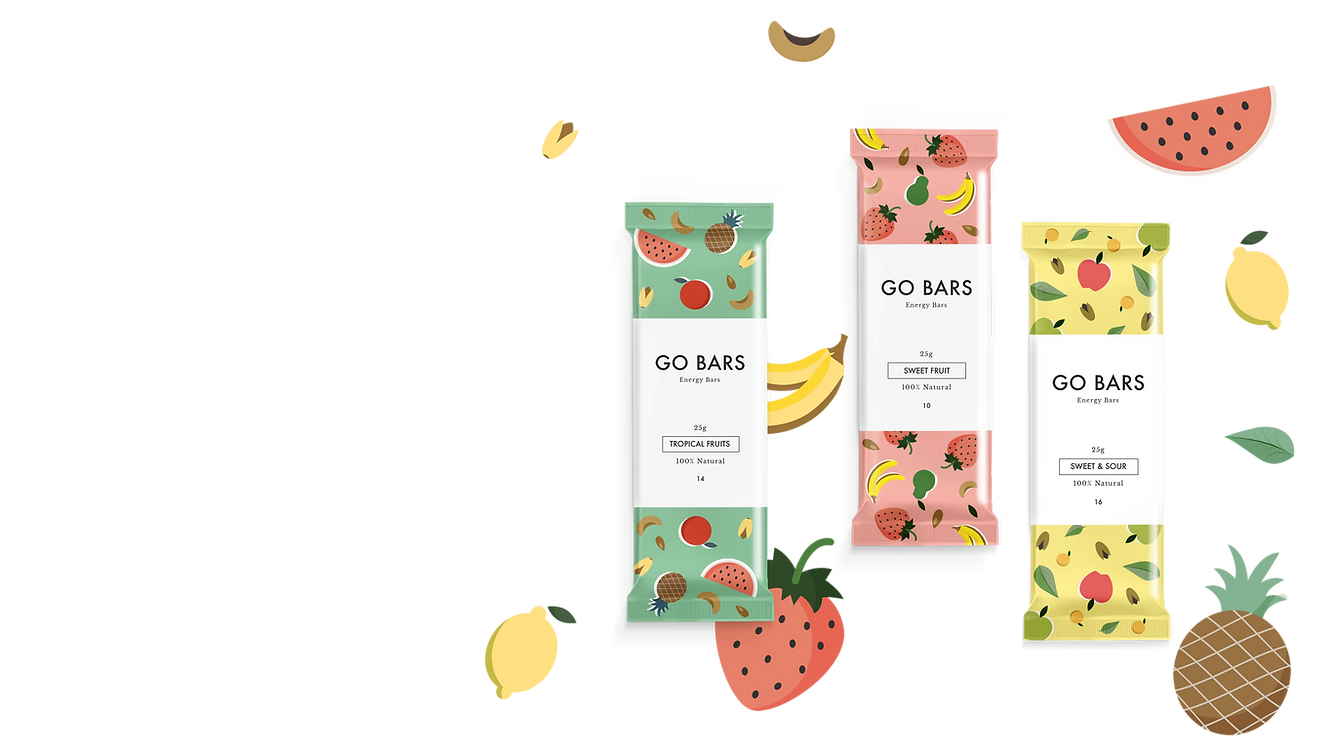 GO BARS
Energy Bars
25g
TROPICAL FRUITS
100% Natural
14
GO BARS
Energy Bars
25g
SWEET FRUIT
100% Natural
10
GO BARS
Energy Bars
25g
SWEET & SOUR
100% Natural
16